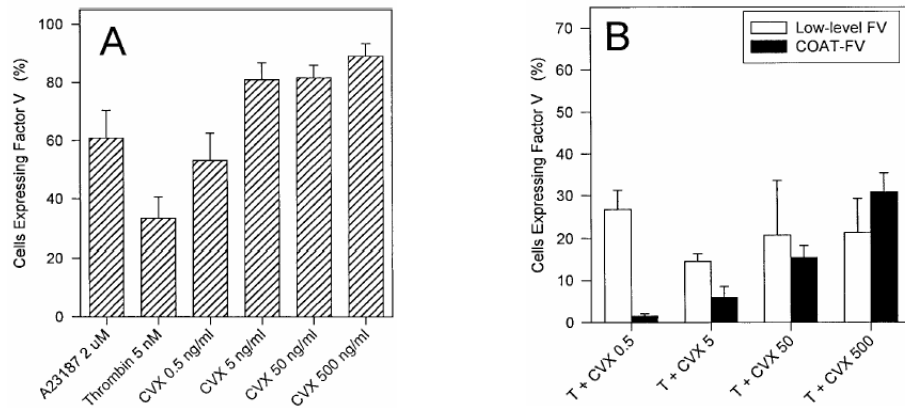 A
Cells Expressing Factor V (%)
100
80
60
40
20
0
A23187 2 uM
Thrombin 5 nM
CVX 0.5 ng/ml
CVX 5 ng/ml
CVX 50 ng/ml
CVX 500 ng/ml
B
Low-level FV
COAT-FV
Cells Expressing Factor V (%)
70
60
50
40
30
20
10
0
T + CVX 0.5
T + CVX 5
T + CVX 50
T + CVX 500